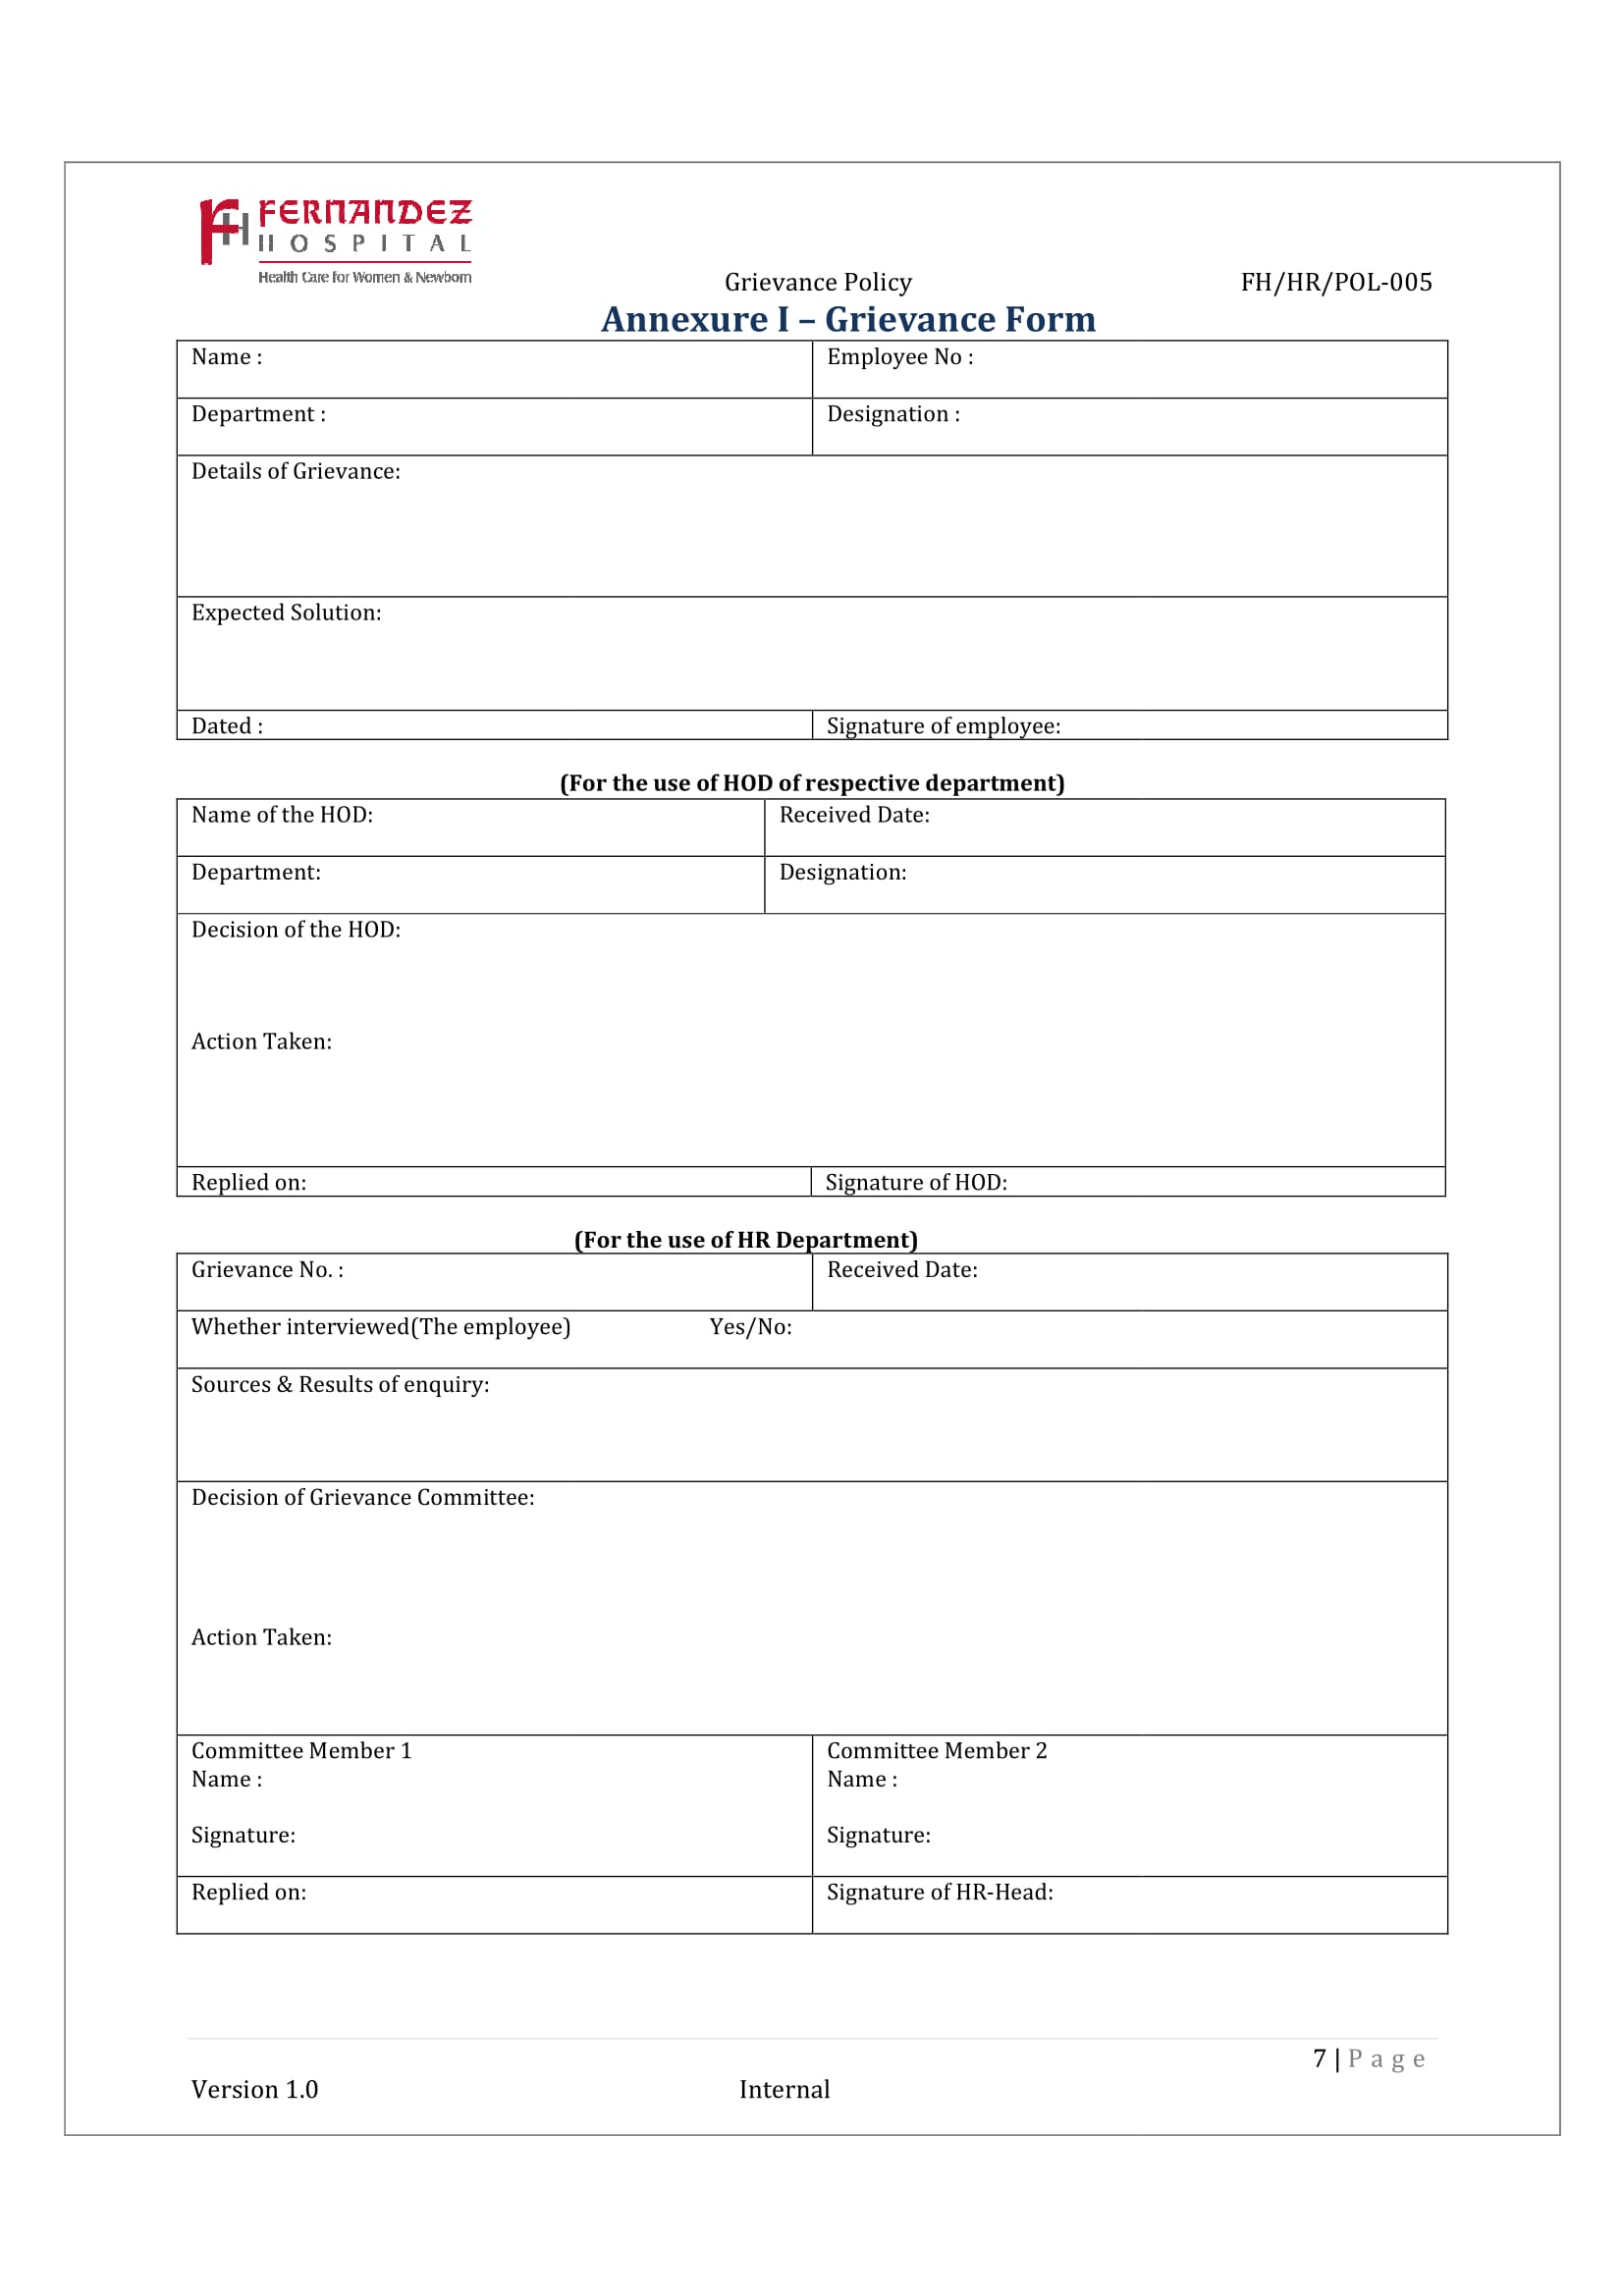 FERNANDEZ
HOSPITAL
Health Care for Women & Newborn
Grievance Policy FH/HR/POL-005
Annexure I – Grievance Form
Name : Employee No :
Department : Designation :
Details of Grievance:
Expected Solution:
Dated : Signature of employee:
(For the use of HOD of respective department)
Name of the HOD: Received Date:
Department: Designation:
Decision of the HOD:
Action Taken:
Replied on: Signature of HOD:
(For the use of HR Department)
Grievance No. : Received Date:
Whether interviewed(The employee) Yes/No:
Sources & Results of enquiry:
Decision of Grievance Committee:
Action Taken:
Committee Member 1 Committee Member 2
Name : Name :
Signature: Signature:
Replied on: Signature of HR-Head:
7 | Page
Version 1.0 Internal